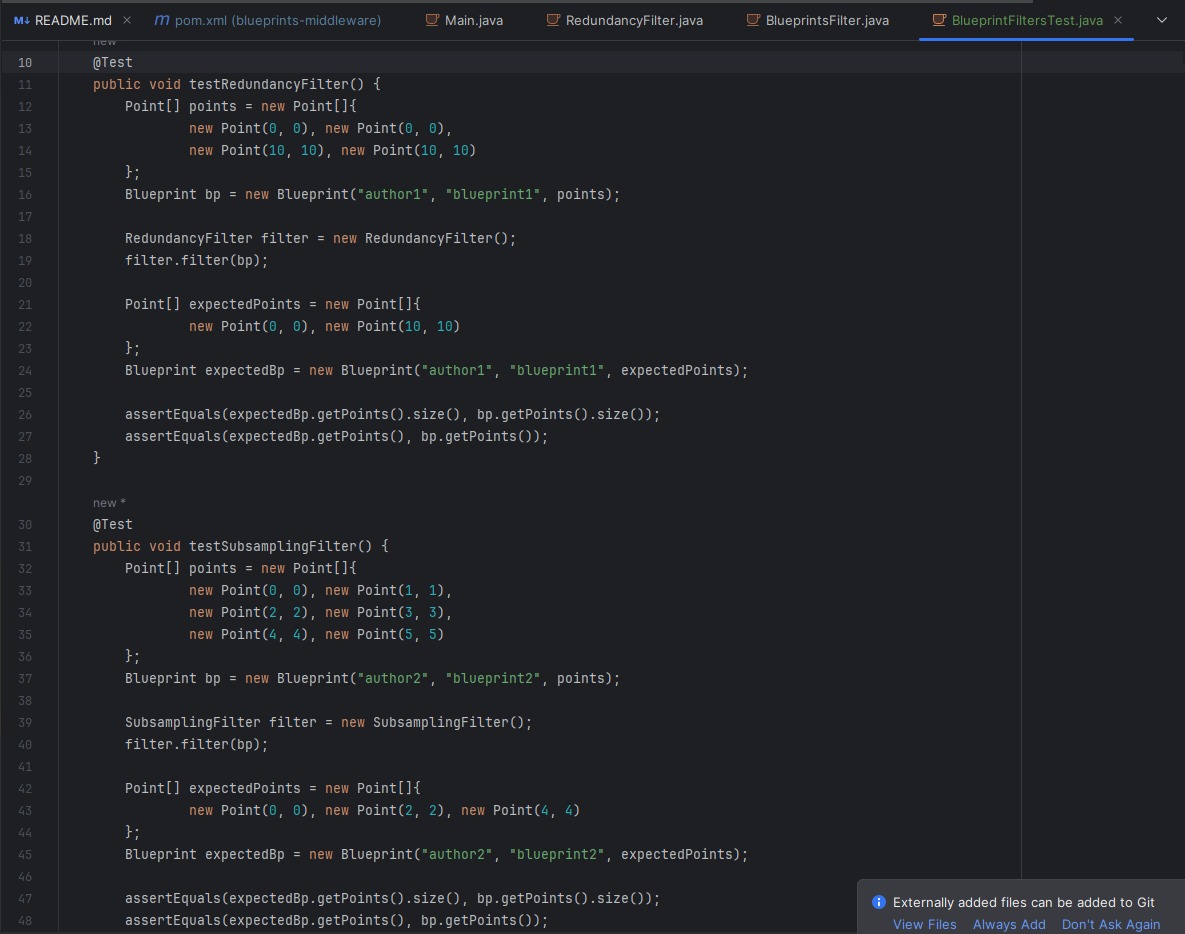 README.md
pom.xml (blueprints-middleware)
Main.java
RedundancyFilter.java
BlueprintsFilter.java
BlueprintFiltersTest.java
new
10 @Test
11 public void testRedundancyFilter() {
12 Point[] points = new Point[]{
13 new Point(0, 0), new Point(0, 0),
14 new Point(10, 10), new Point(10, 10)
15 };
16 Blueprint bp = new Blueprint("author1", "blueprint1", points);
17
18 RedundancyFilter filter = new RedundancyFilter();
19 filter.filter(bp);
20
21 Point[] expectedPoints = new Point[]{
22 new Point(0, 0), new Point(10, 10)
23 };
24 Blueprint expectedBp = new Blueprint("author1", "blueprint1", expectedPoints);
25
26 assertEquals(expectedBp.getPoints().size(), bp.getPoints().size());
27 assertEquals(expectedBp.getPoints(), bp.getPoints());
28 }
29
new *
30 @Test
31 public void testSubsamplingFilter() {
32 Point[] points = new Point[]{
33 new Point(0, 0), new Point(1, 1),
34 new Point(2, 2), new Point(3, 3),
35 new Point(4, 4), new Point(5, 5)
36 };
37 Blueprint bp = new Blueprint("author2", "blueprint2", points);
38
39 SubsamplingFilter filter = new SubsamplingFilter();
40 filter.filter(bp);
41
42 Point[] expectedPoints = new Point[]{
43 new Point(0, 0), new Point(2, 2), new Point(4, 4)
44 };
45 Blueprint expectedBp = new Blueprint("author2", "blueprint2", expectedPoints);
46
47 assertEquals(expectedBp.getPoints().size(), bp.getPoints().size());
48 assertEquals(expectedBp.getPoints(), bp.getPoints());
Externally added files can be added to Git
View Files Always Add Don't Ask Again